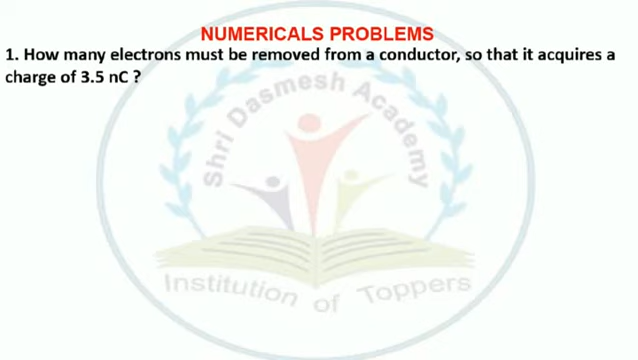 NUMERICALS PROBLEMS
1. How many electrons must be removed from a conductor, so that it acquires a
charge of 3.5 nC ?
Shri Dasmesh Academy
Institution of Toppers